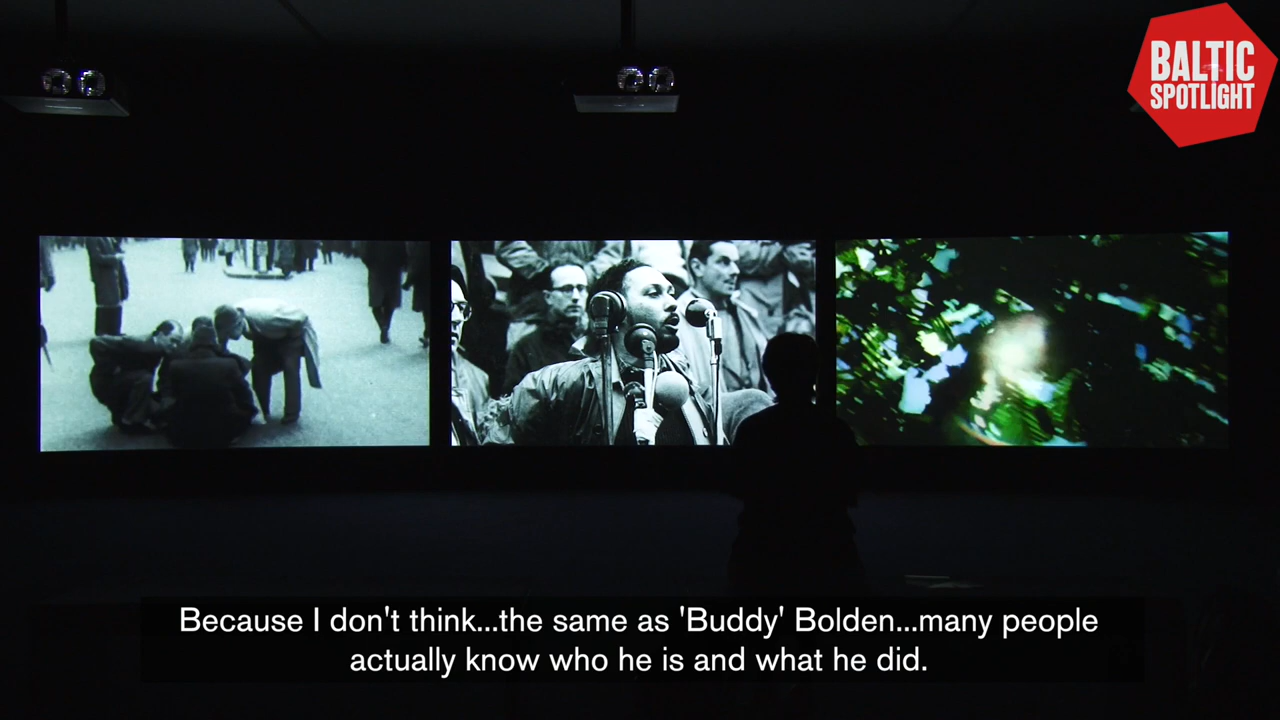 BALTIC
SPOTLIGHT
Because I don't think...the same as 'Buddy' Bolden...many people
actually know who he is and what he did.